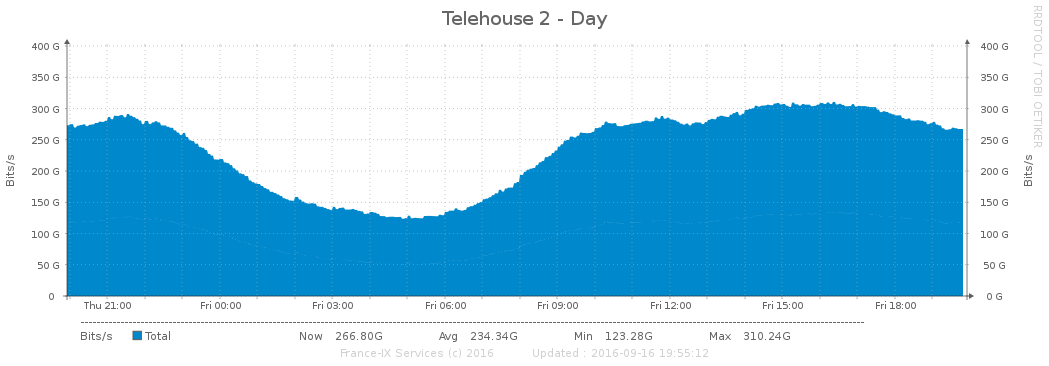 Telehouse 2 - Day
RRDTOOL / TOBI OETIKER
400 G 400 G
350 G 350 G
300 G 300 G
250 G 250 G
200 G 200 G
150 G 150 G
100 G 100 G
50 G 50 G
0 0 G
Bits/s
Bits/s
Thu 21:00 Fri 00:00 Fri 03:00 Fri 06:00 Fri 09:00 Fri 12:00 Fri 15:00 Fri 18:00
Bits/s Total Now 266.80G Avg 234.34G Min 123.28G Max 310.24G
France-IX Services (c) 2016 Updated : 2016-09-16 19:55:12